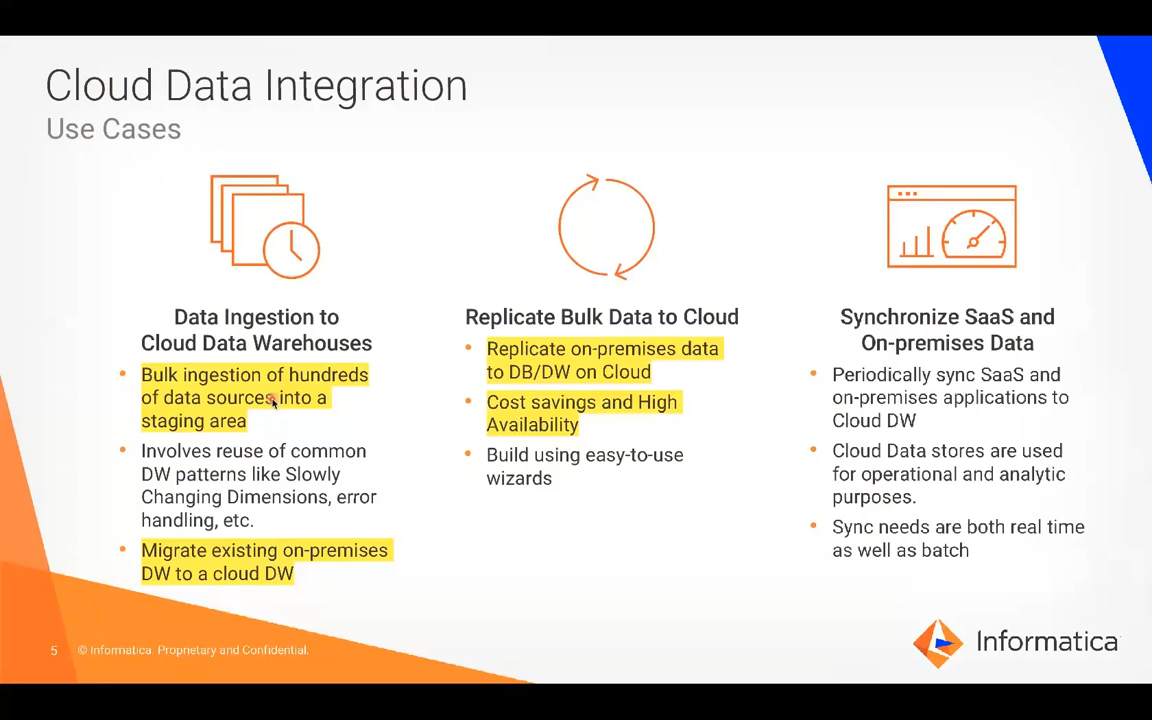 Cloud Data Integration
Use Cases
Data Ingestion to
Cloud Data Warehouses
• Bulk ingestion of hundreds
of data sources into a
staging area
• Involves reuse of common
DW patterns like Slowly
Changing Dimensions, error
handling, etc.
• Migrate existing on-premises
DW to a cloud DW
Replicate Bulk Data to Cloud
• Replicate on-premises data
to DB/DW on Cloud
• Cost savings and High
Availability
• Build using easy-to-use
wizards
Synchronize SaaS and
On-premises Data
• Periodically sync SaaS and
on-premises applications to
Cloud DW
• Cloud Data stores are used
for operational and analytic
purposes.
• Sync needs are both real time
as well as batch
5 © Informatica. Proprietary and Confidential.
Informatica